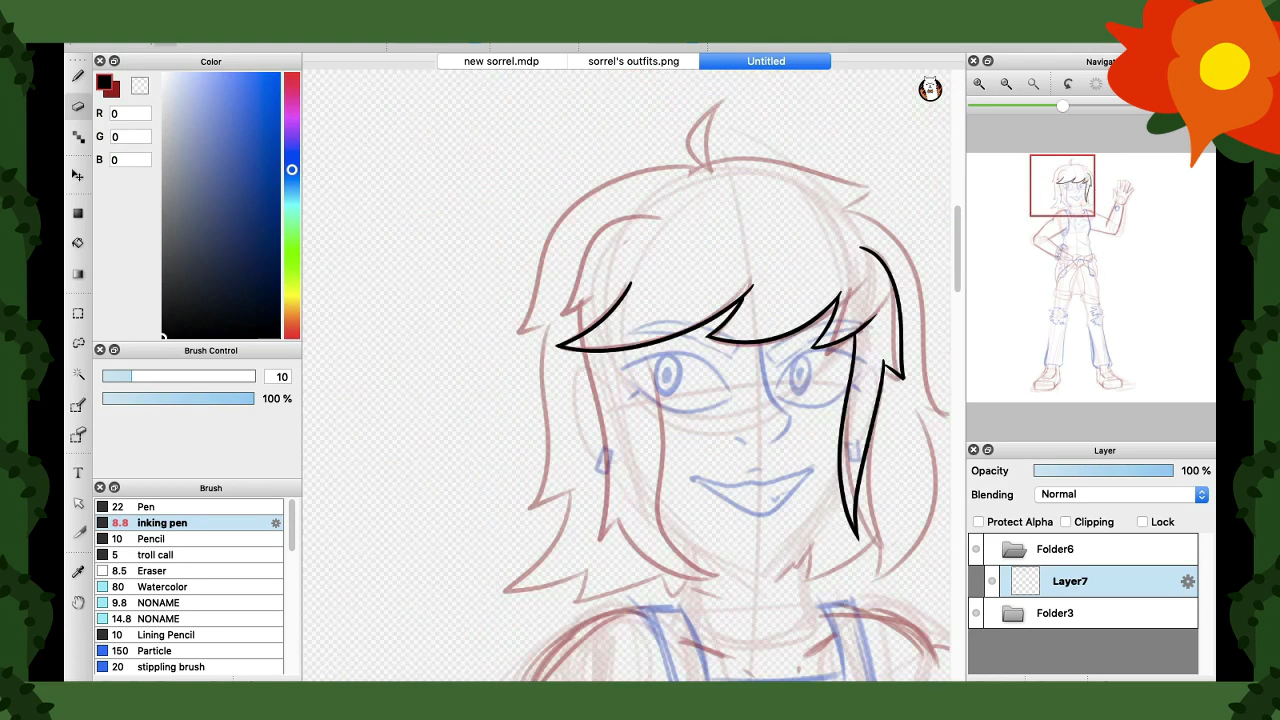 Color
new sorrel.mdp
sorrel's outfits.png
Untitled
R 0
G 0
B 0
Brush Control
10
100 %
Brush
22 Pen
8.8 inking pen
10 Pencil
5 troll call
8.5 Eraser
80 Watercolor
9.8 NONAME
14.8 NONAME
10 Lining Pencil
150 Particle
20 stippling brush
T
Navigat
Layer
Opacity 100 %
Blending Normal
Protect Alpha Clipping Lock
Folder6
Layer7
Folder3